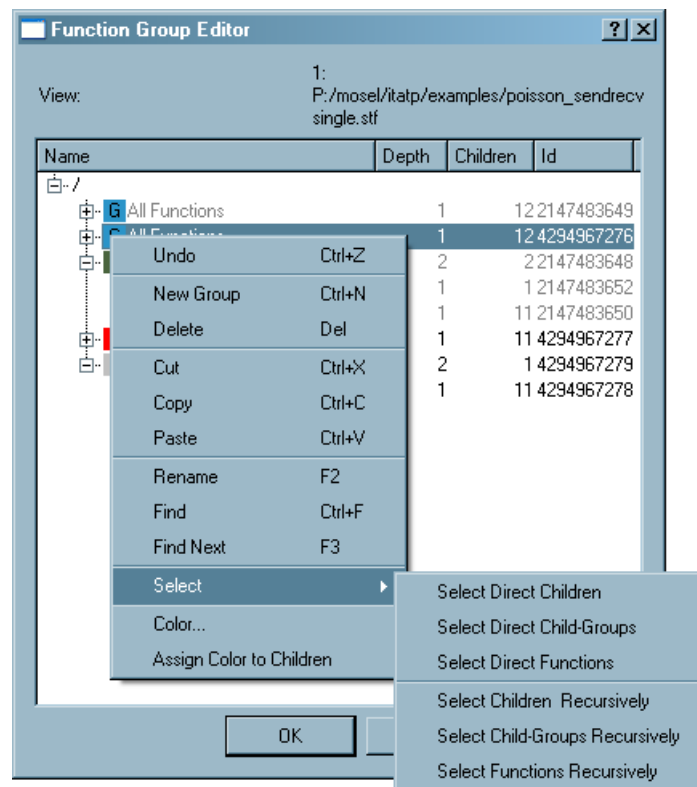 Function Group Editor
View:
1:
P:/mosel/itatp/examples/poisson_sendrecv
single.stf
Name Depth Children Id
/
G All Functions 1 12 2147483649
All Functions 1 12 4294967276
2 2 2147483648
1 1 2147483652
1 11 2147483650
1 11 4294967277
2 1 4294967279
1 11 4294967278
Undo Ctrl+Z
New Group Ctrl+N
Delete Del
Cut Ctrl+X
Copy Ctrl+C
Paste Ctrl+V
Rename F2
Find Ctrl+F
Find Next F3
Select
Color...
Assign Color to Children
Select Direct Children
Select Direct Child-Groups
Select Direct Functions
Select Children Recursively
Select Child-Groups Recursively
Select Functions Recursively
OK